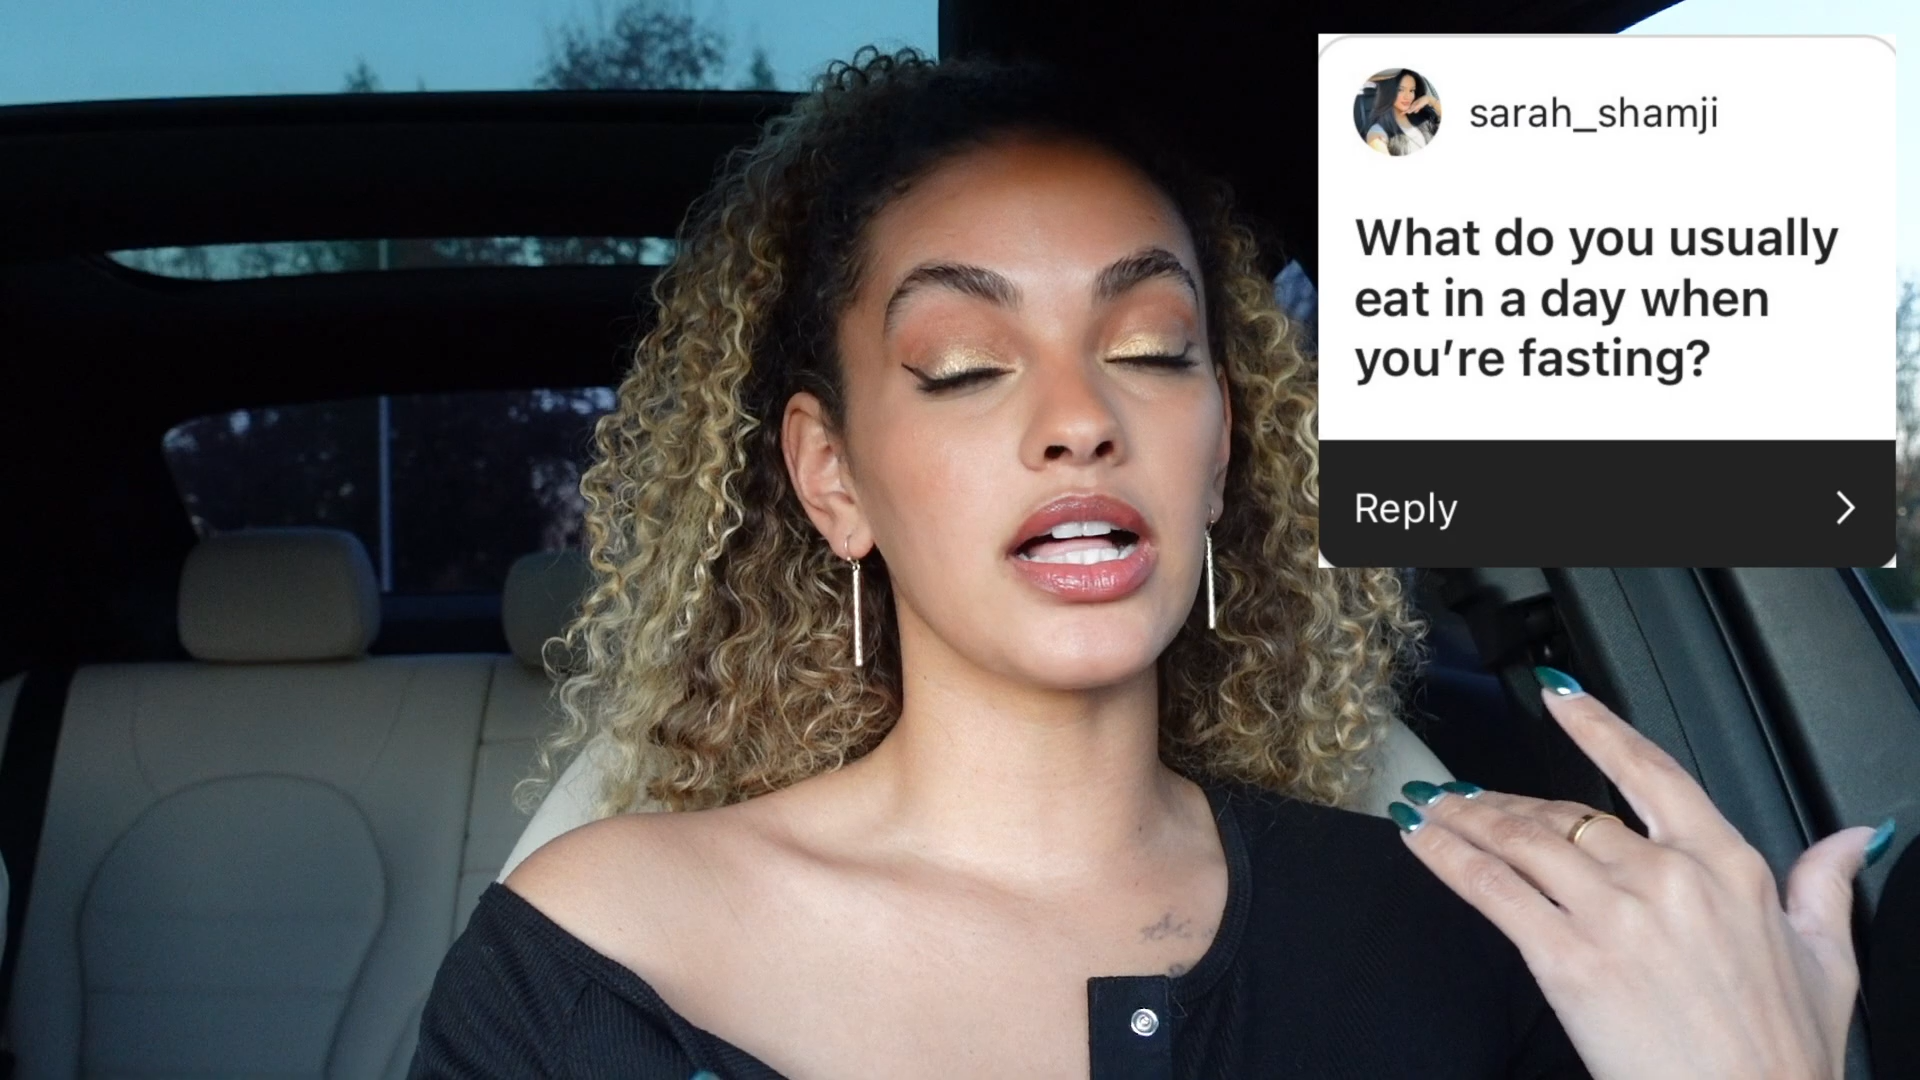 sarah_shamji
What do you usually
eat in a day when
you’re fasting?
Reply